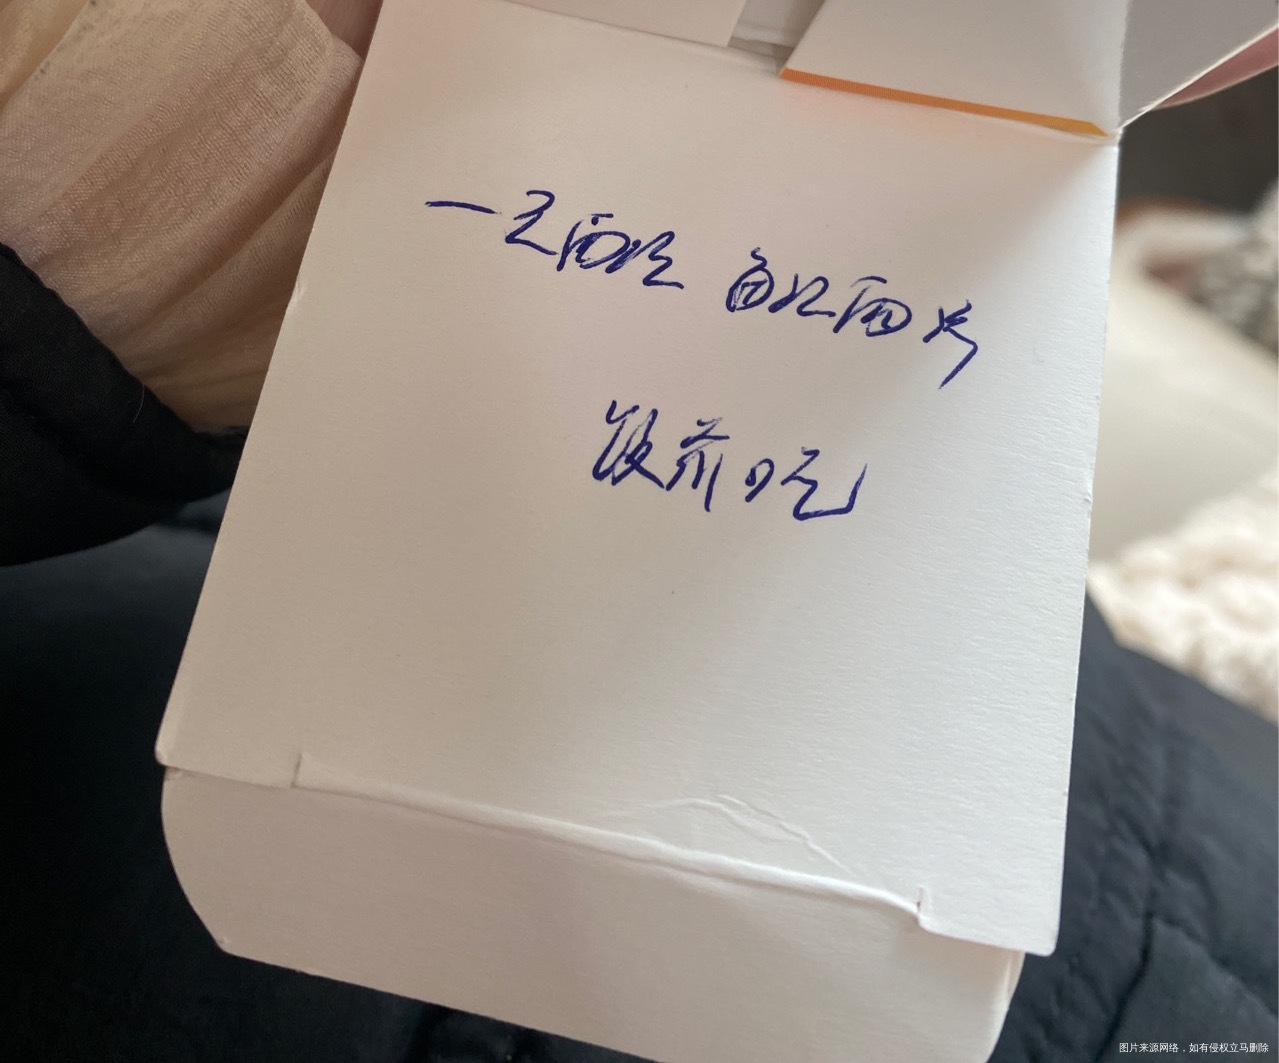 一天两次 每次两片
饭前吃
图片来源网络，如有侵权立马删除